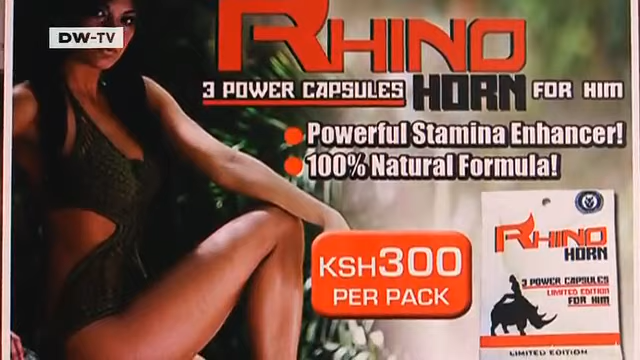 DW-TV
RHINO
3 POWER CAPSULES HORN FOR HIM
Powerful Stamina Enhancer!
100% Natural Formula!
KSH300
PER PACK
RHINO
HORN
3 POWER CAPSULES
LIMITED EDITION
FOR HIM
LIMITED EDITION